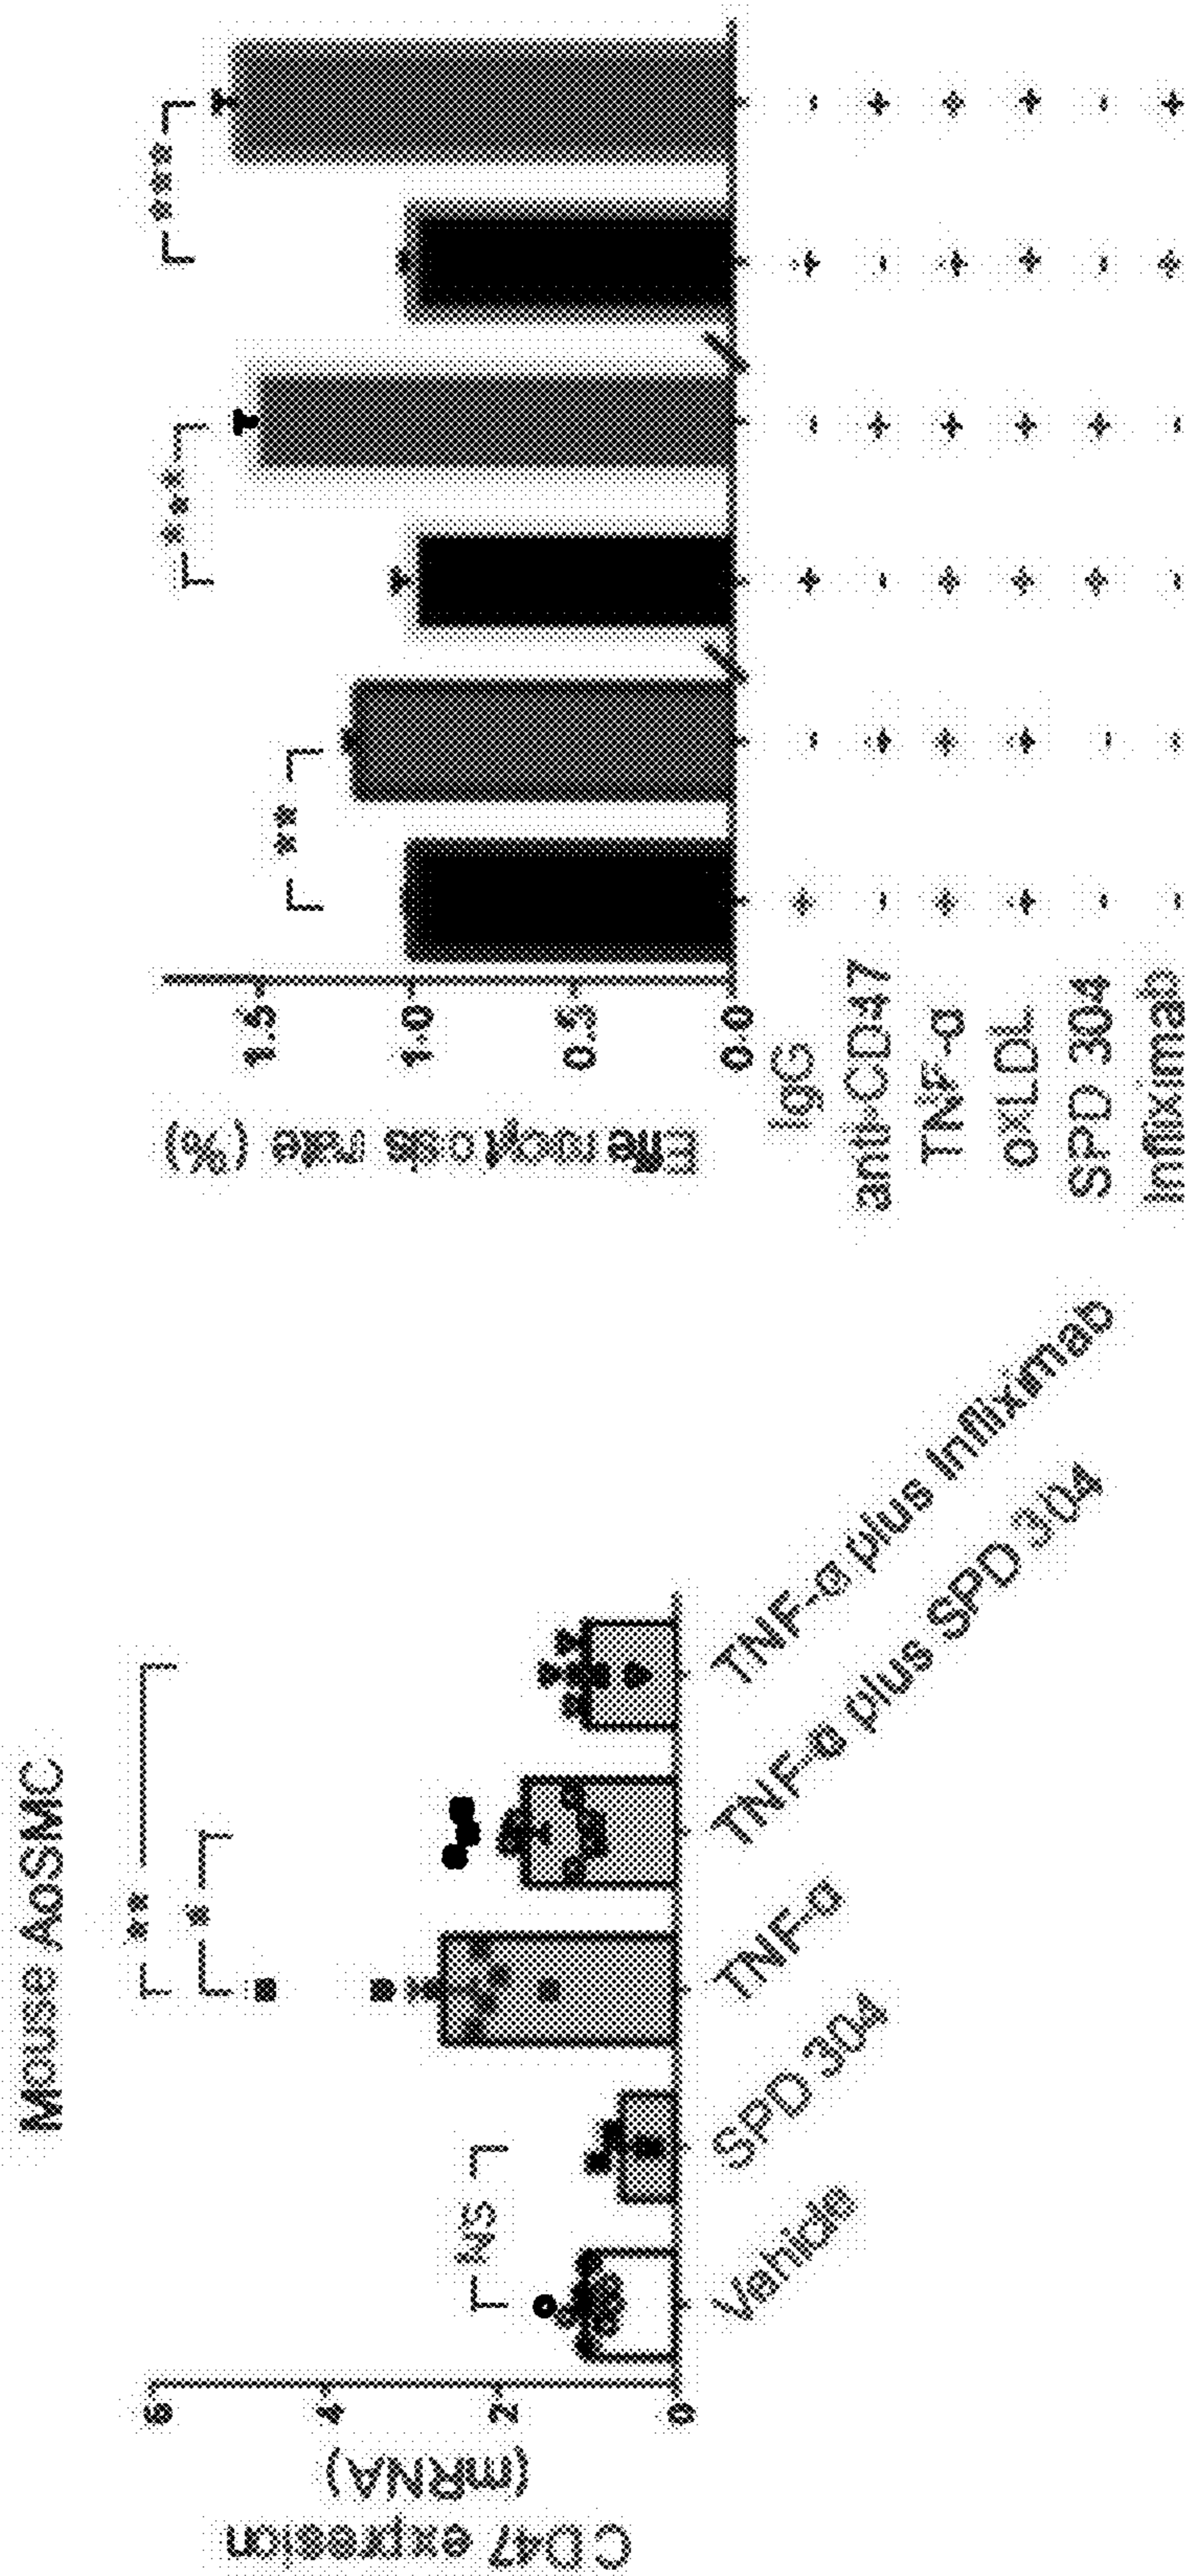 Mouse AoSMC
**
*
NS
CD47 expression
(mRNA)
6
4
2
0
Vehicle
SPD 304
TNF-α
TNF-α plus SPD 304
TNF-α plus Infliximab
**
***
***
Efferocytosis rate (%)
1.5
1.0
0.5
0.0
IgG + - + - + -
anti-CD47 - + - + - +
TNF-α + + + + + +
oxLDL + + + + + +
SPD 304 - - + + - -
Infliximab - - - - + +